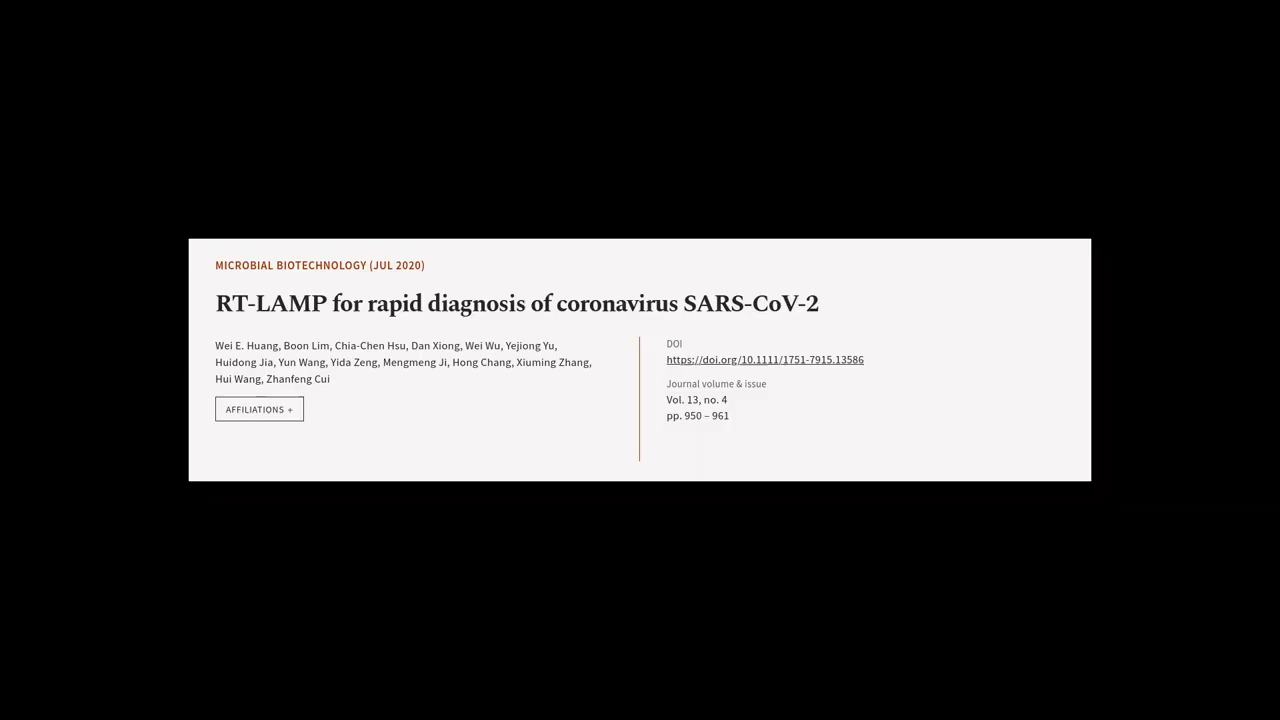 MICROBIAL BIOTECHNOLOGY (JUL 2020)
RT-LAMP for rapid diagnosis of coronavirus SARS-CoV-2
Wei E. Huang, Boon Lim, Chia-Chen Hsu, Dan Xiong, Wei Wu, Yejiong Yu,
Huidong Jia, Yun Wang, Yida Zeng, Mengmeng Ji, Hong Chang, Xiuming Zhang,
Hui Wang, Zhanfeng Cui
AFFILIATIONS +
DOI
https://doi.org/10.1111/1751-7915.13586
Journal volume & issue
Vol. 13, no. 4
pp. 950 – 961